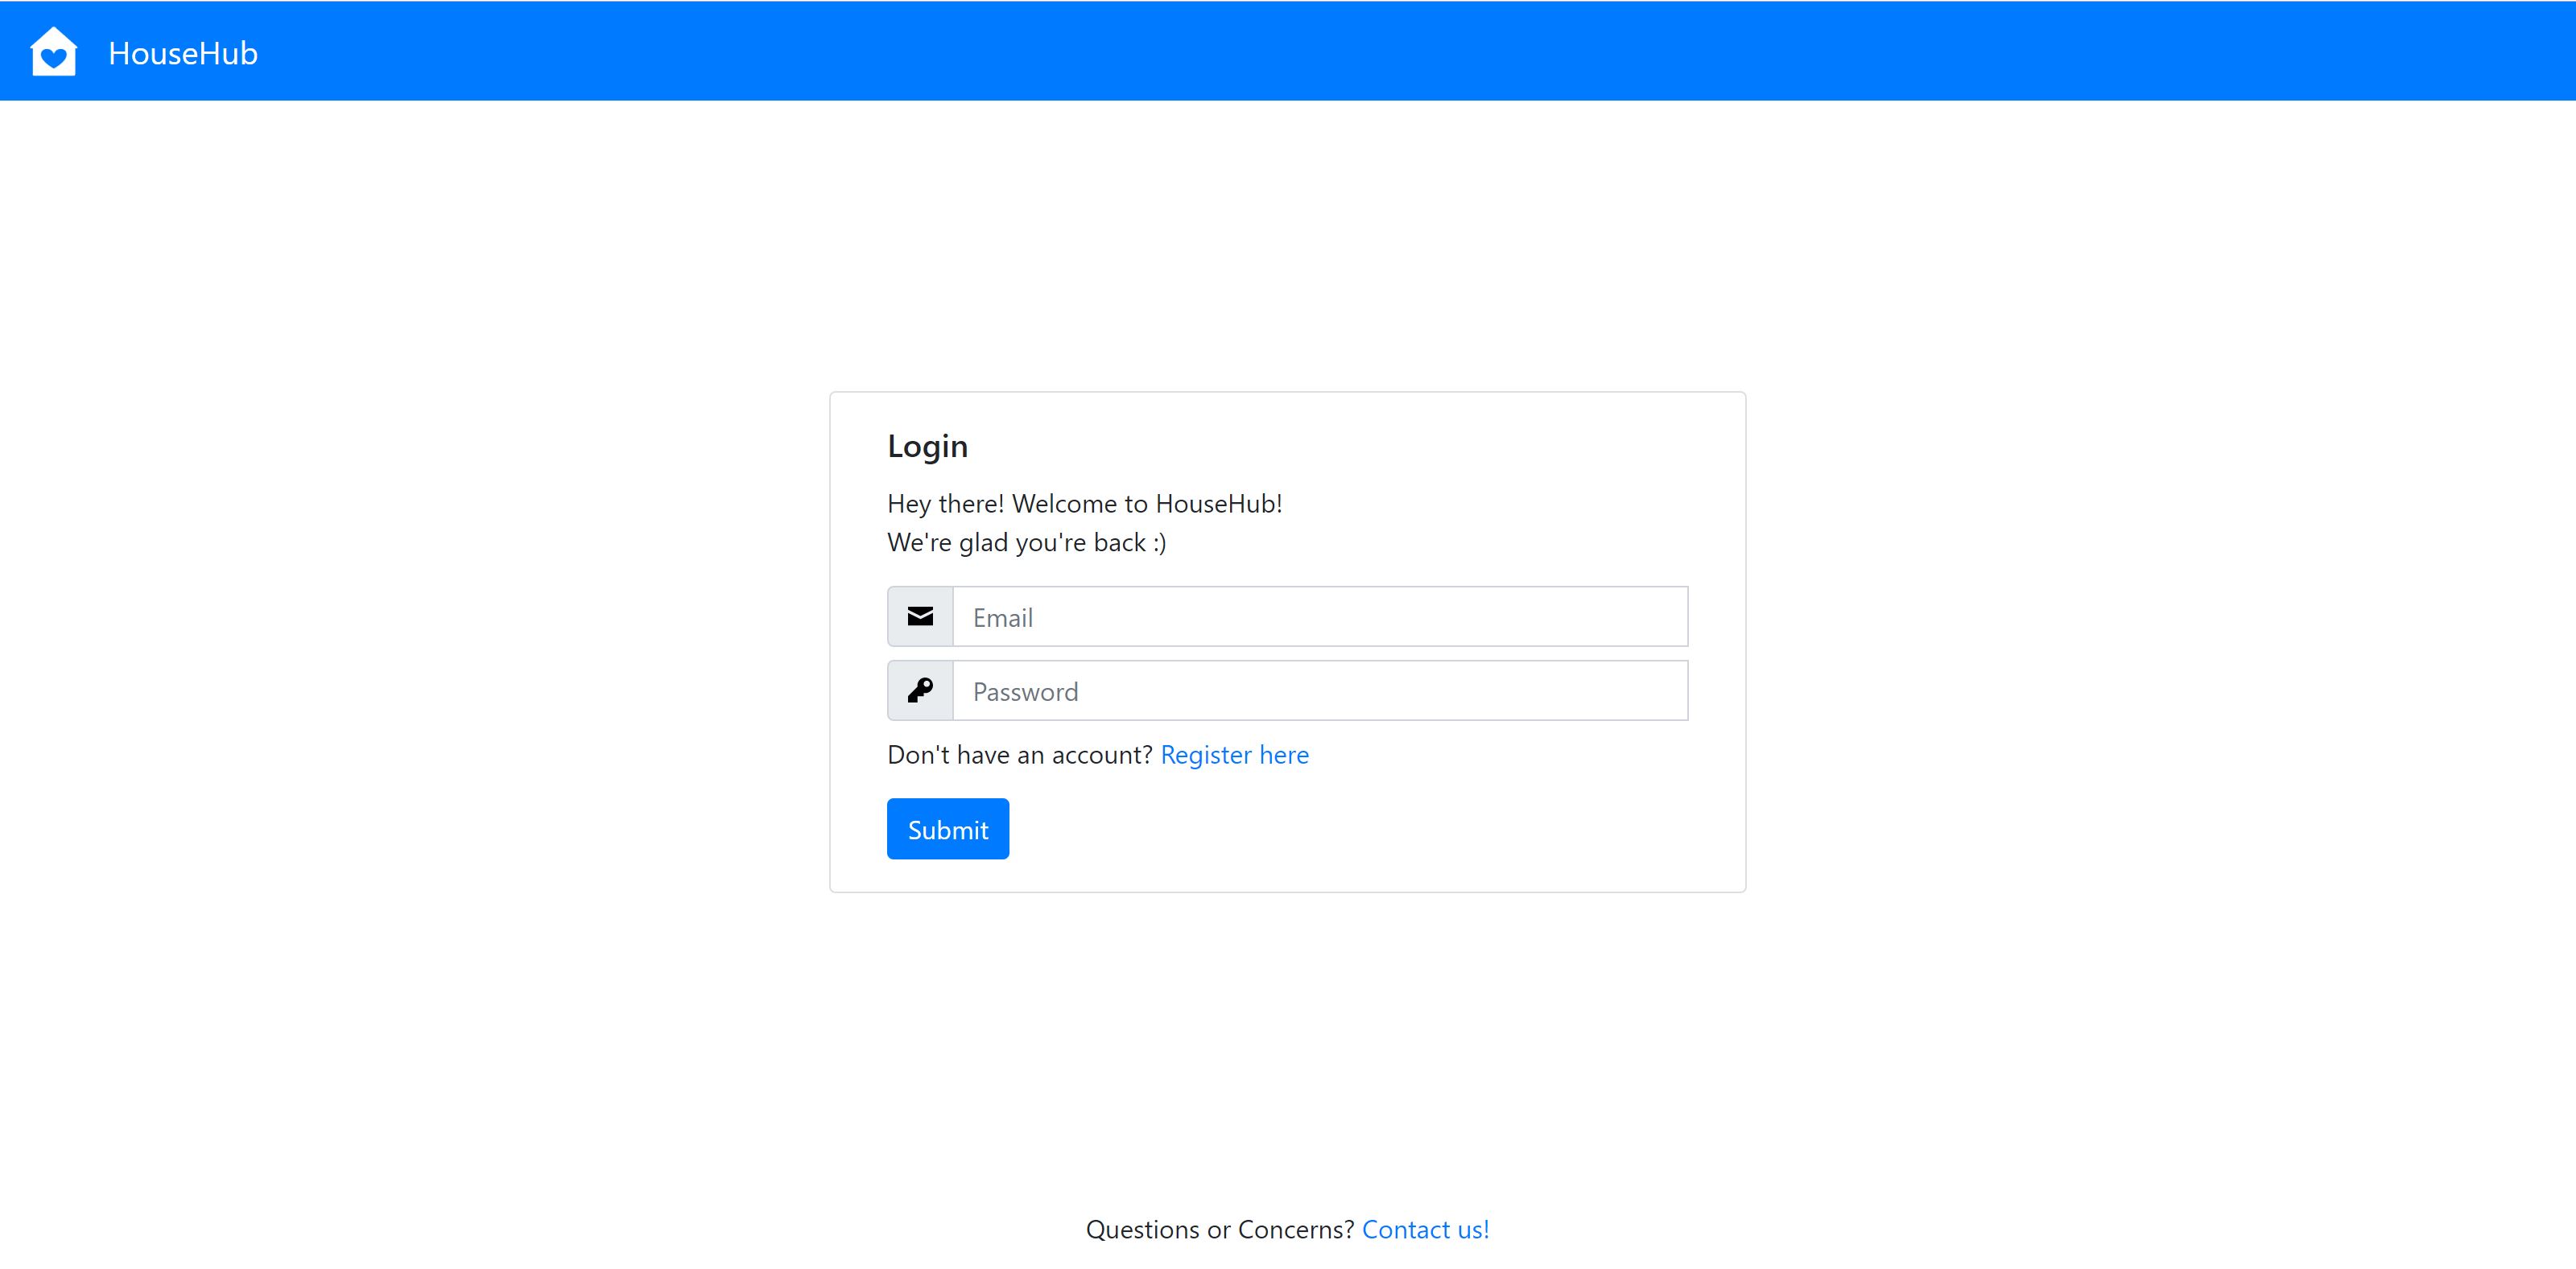 HouseHub
Login
Hey there! Welcome to HouseHub!
We're glad you're back :)
Email
Password
Don't have an account? Register here
Submit
Questions or Concerns? Contact us!